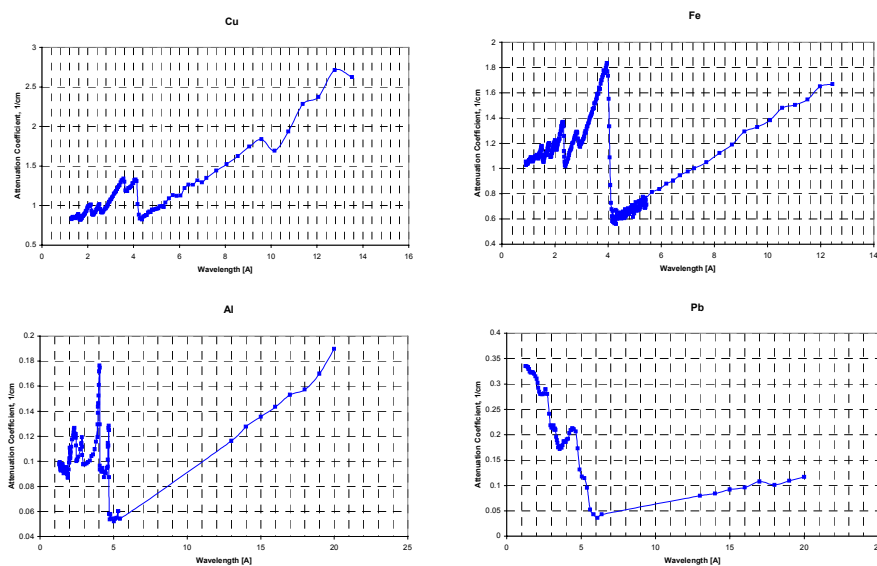 Cu
Attenuation Coefficient, 1/cm
3
2.5
2
1.5
1
0.5
0 2 4 6 8 10 12 14 16
Wavelength [A]
Fe
Attenuation Coefficient, 1/cm
2
1.8
1.6
1.4
1.2
1
0.8
0.6
0.4
0 2 4 6 8 10 12 14
Wavelength [A]
Al
Attenuation Coefficient, 1/cm
0.2
0.18
0.16
0.14
0.12
0.1
0.08
0.06
0.04
0 5 10 15 20 25
Wavelength [A]
Pb
Attenuation Coefficient, 1/cm
0.4
0.35
0.3
0.25
0.2
0.15
0.1
0.05
0
0 5 10 15 20 25
Wavelength [A]